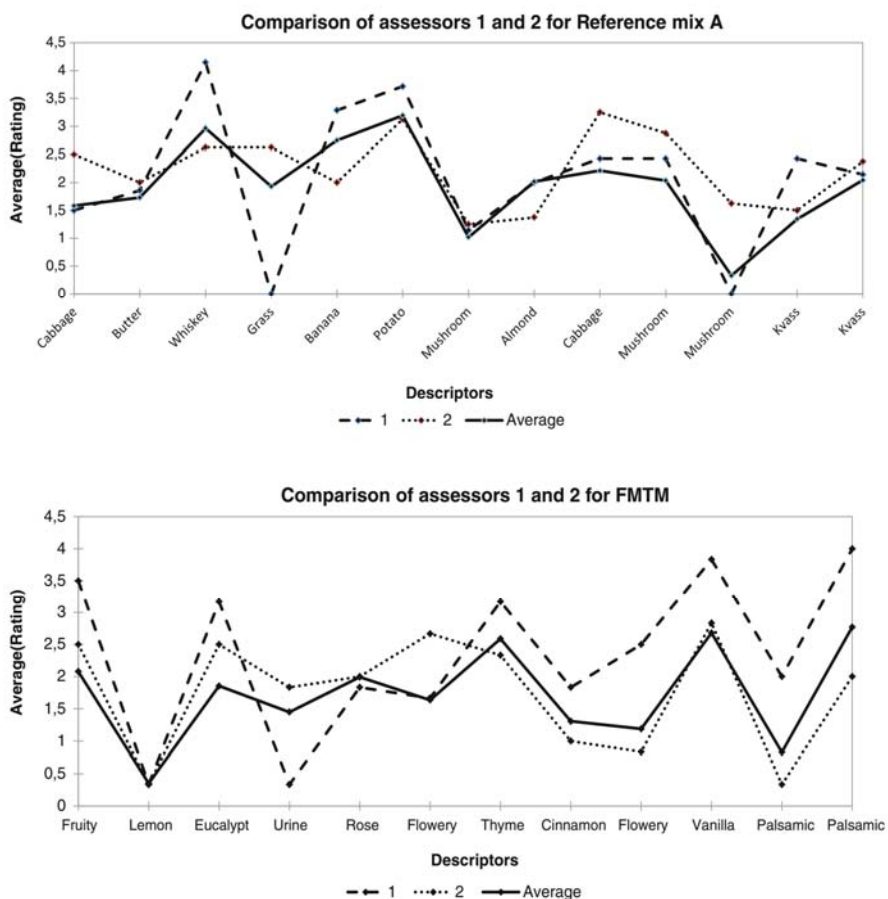 Comparison of assessors 1 and 2 for Reference mix A
Average(Rating)
4,5
4
3,5
3
2,5
2
1,5
1
0,5
0
Cabbage
Butter
Whiskey
Grass
Banana
Potato
Mushroom
Almond
Cabbage
Mushroom
Mushroom
Kvass
Kvass
Descriptors
1 2 Average
Comparison of assessors 1 and 2 for FMTM
Average(Rating)
4,5
4
3,5
3
2,5
2
1,5
1
0,5
0
Fruity Lemon Eucalypt Urine Rose Flowery Thyme Cinnamon Flowery Vanilla Palsamic Palsamic
Descriptors
1 2 Average